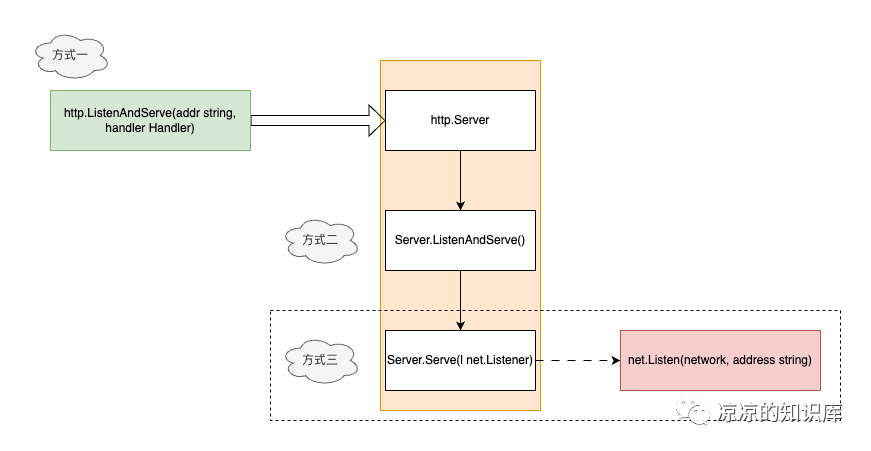 方式一
http.ListenAndServe(addr string,
handler Handler)
http.Server
方式二
Server.ListenAndServe()
方式三
Server.Serve(l net.Listener)
net.Listen(network, address string)
凉凉的知识库